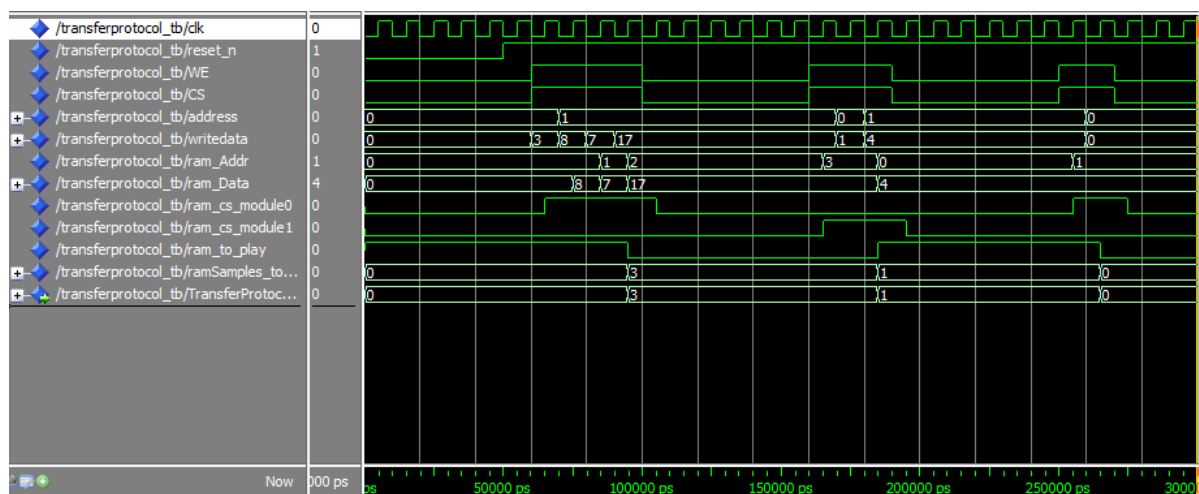 /transferprotocol_tb/clk 0
/transferprotocol_tb/reset_n 1
/transferprotocol_tb/WE 0
/transferprotocol_tb/CS 0
/transferprotocol_tb/address 0 0 1 0 1 0
/transferprotocol_tb/writedata 0 0 3 8 7 17 1 4 0
/transferprotocol_tb/ram_Addr 1 0 1 2 3 0 1
/transferprotocol_tb/ram_Data 4 0 8 7 17 4
/transferprotocol_tb/ram_cs_module0 0
/transferprotocol_tb/ram_cs_module1 0
/transferprotocol_tb/ram_to_play 0
/transferprotocol_tb/ramSamples_to... 0 0 3 1 0
/transferprotocol_tb/TransferProtoc... 0 0 3 1 0
Now 000 ps ps 50000 ps 100000 ps 150000 ps 200000 ps 250000 ps 3000